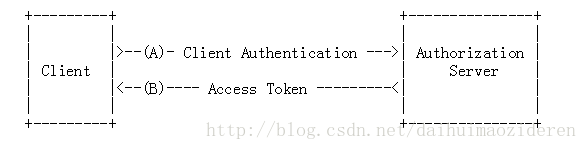 >--(A)- Client Authentication --->
Authorization
Client
Server
<--(B)---- Access Token ---------<
http://blog.csdn.net/daihuimaozideren